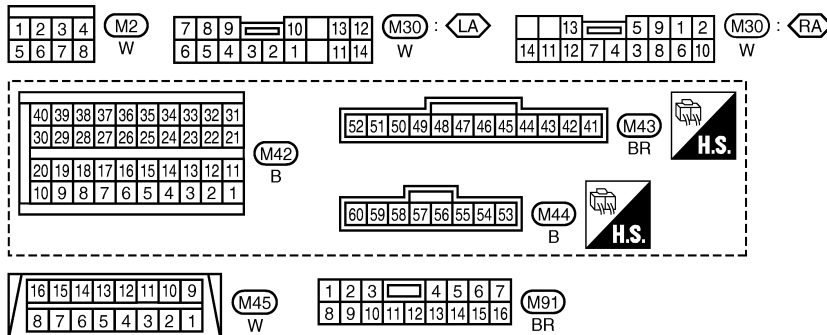 1 2 3 4
5 6 7 8
M2
W
7 8 9 10 13 12
6 5 4 3 2 1 11 14
M30 : LA
W
13 5 9 1 2
14 11 12 7 4 3 8 6 10
M30 : RA
W
40 39 38 37 36 35 34 33 32 31
30 29 28 27 26 25 24 23 22 21
20 19 18 17 16 15 14 13 12 11
10 9 8 7 6 5 4 3 2 1
M42
B
52 51 50 49 48 47 46 45 44 43 42 41
M43
BR
H.S.
60 59 58 57 56 55 54 53
M44
B
H.S.
16 15 14 13 12 11 10 9
8 7 6 5 4 3 2 1
M45
W
1 2 3 4 5 6 7
8 9 10 11 12 13 14 15 16
M91
BR